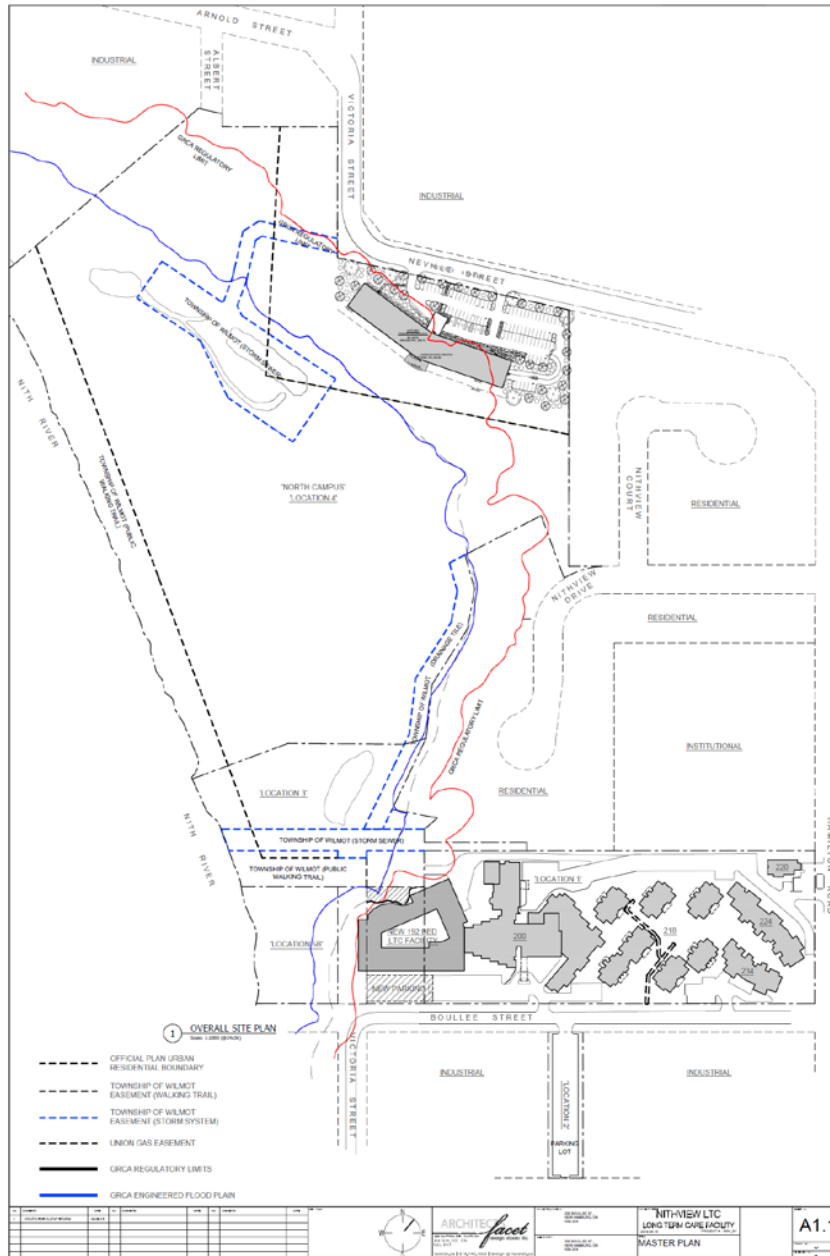 ARNOLD STREET
INDUSTRIAL
ALBERT
STREET
VICTORIA STREET
GRCA REGULATORY
LIMIT
INDUSTRIAL
GRCA REGULATORY
LIMIT
NEVILLE STREET
TOWNSHIP OF WILMOT (STORM SEWER)
NITH RIVER
TOWNSHIP OF WILMOT (PUBLIC
WALKING TRAIL)
'NORTH CAMPUS'
'LOCATION 4'
NITHVIEW
COURT
RESIDENTIAL
NITHVIEW
DRIVE
RESIDENTIAL
TOWNSHIP OF WILMOT (DRAINAGE TILE)
GRCA REGULATORY LIMIT
INSTITUTIONAL
'LOCATION 3'
RESIDENTIAL
NITH RIVER
TOWNSHIP OF WILMOT (STORM SEWER)
TOWNSHIP OF WILMOT (PUBLIC
WALKING TRAIL)
'LOCATION 1'
220
NEW 192 BED
LTC FACILITY
200
218
224
234
NEW PARKING
BOULLEE STREET
1
OVERALL SITE PLAN
VICTORIA STREET
INDUSTRIAL
'LOCATION 2'
INDUSTRIAL
PARKING
LOT
OFFICIAL PLAN URBAN
RESIDENTIAL BOUNDARY
TOWNSHIP OF WILMOT
EASEMENT (WALKING TRAIL)
TOWNSHIP OF WILMOT
EASEMENT (STORM SYSTEM)
UNION GAS EASEMENT
GRCA REGULATORY LIMITS
GRCA ENGINEERED FLOOD PLAIN
ARCHITECT facet
NITHVIEW LTC
LONG TERM CARE FACILITY
MASTER PLAN